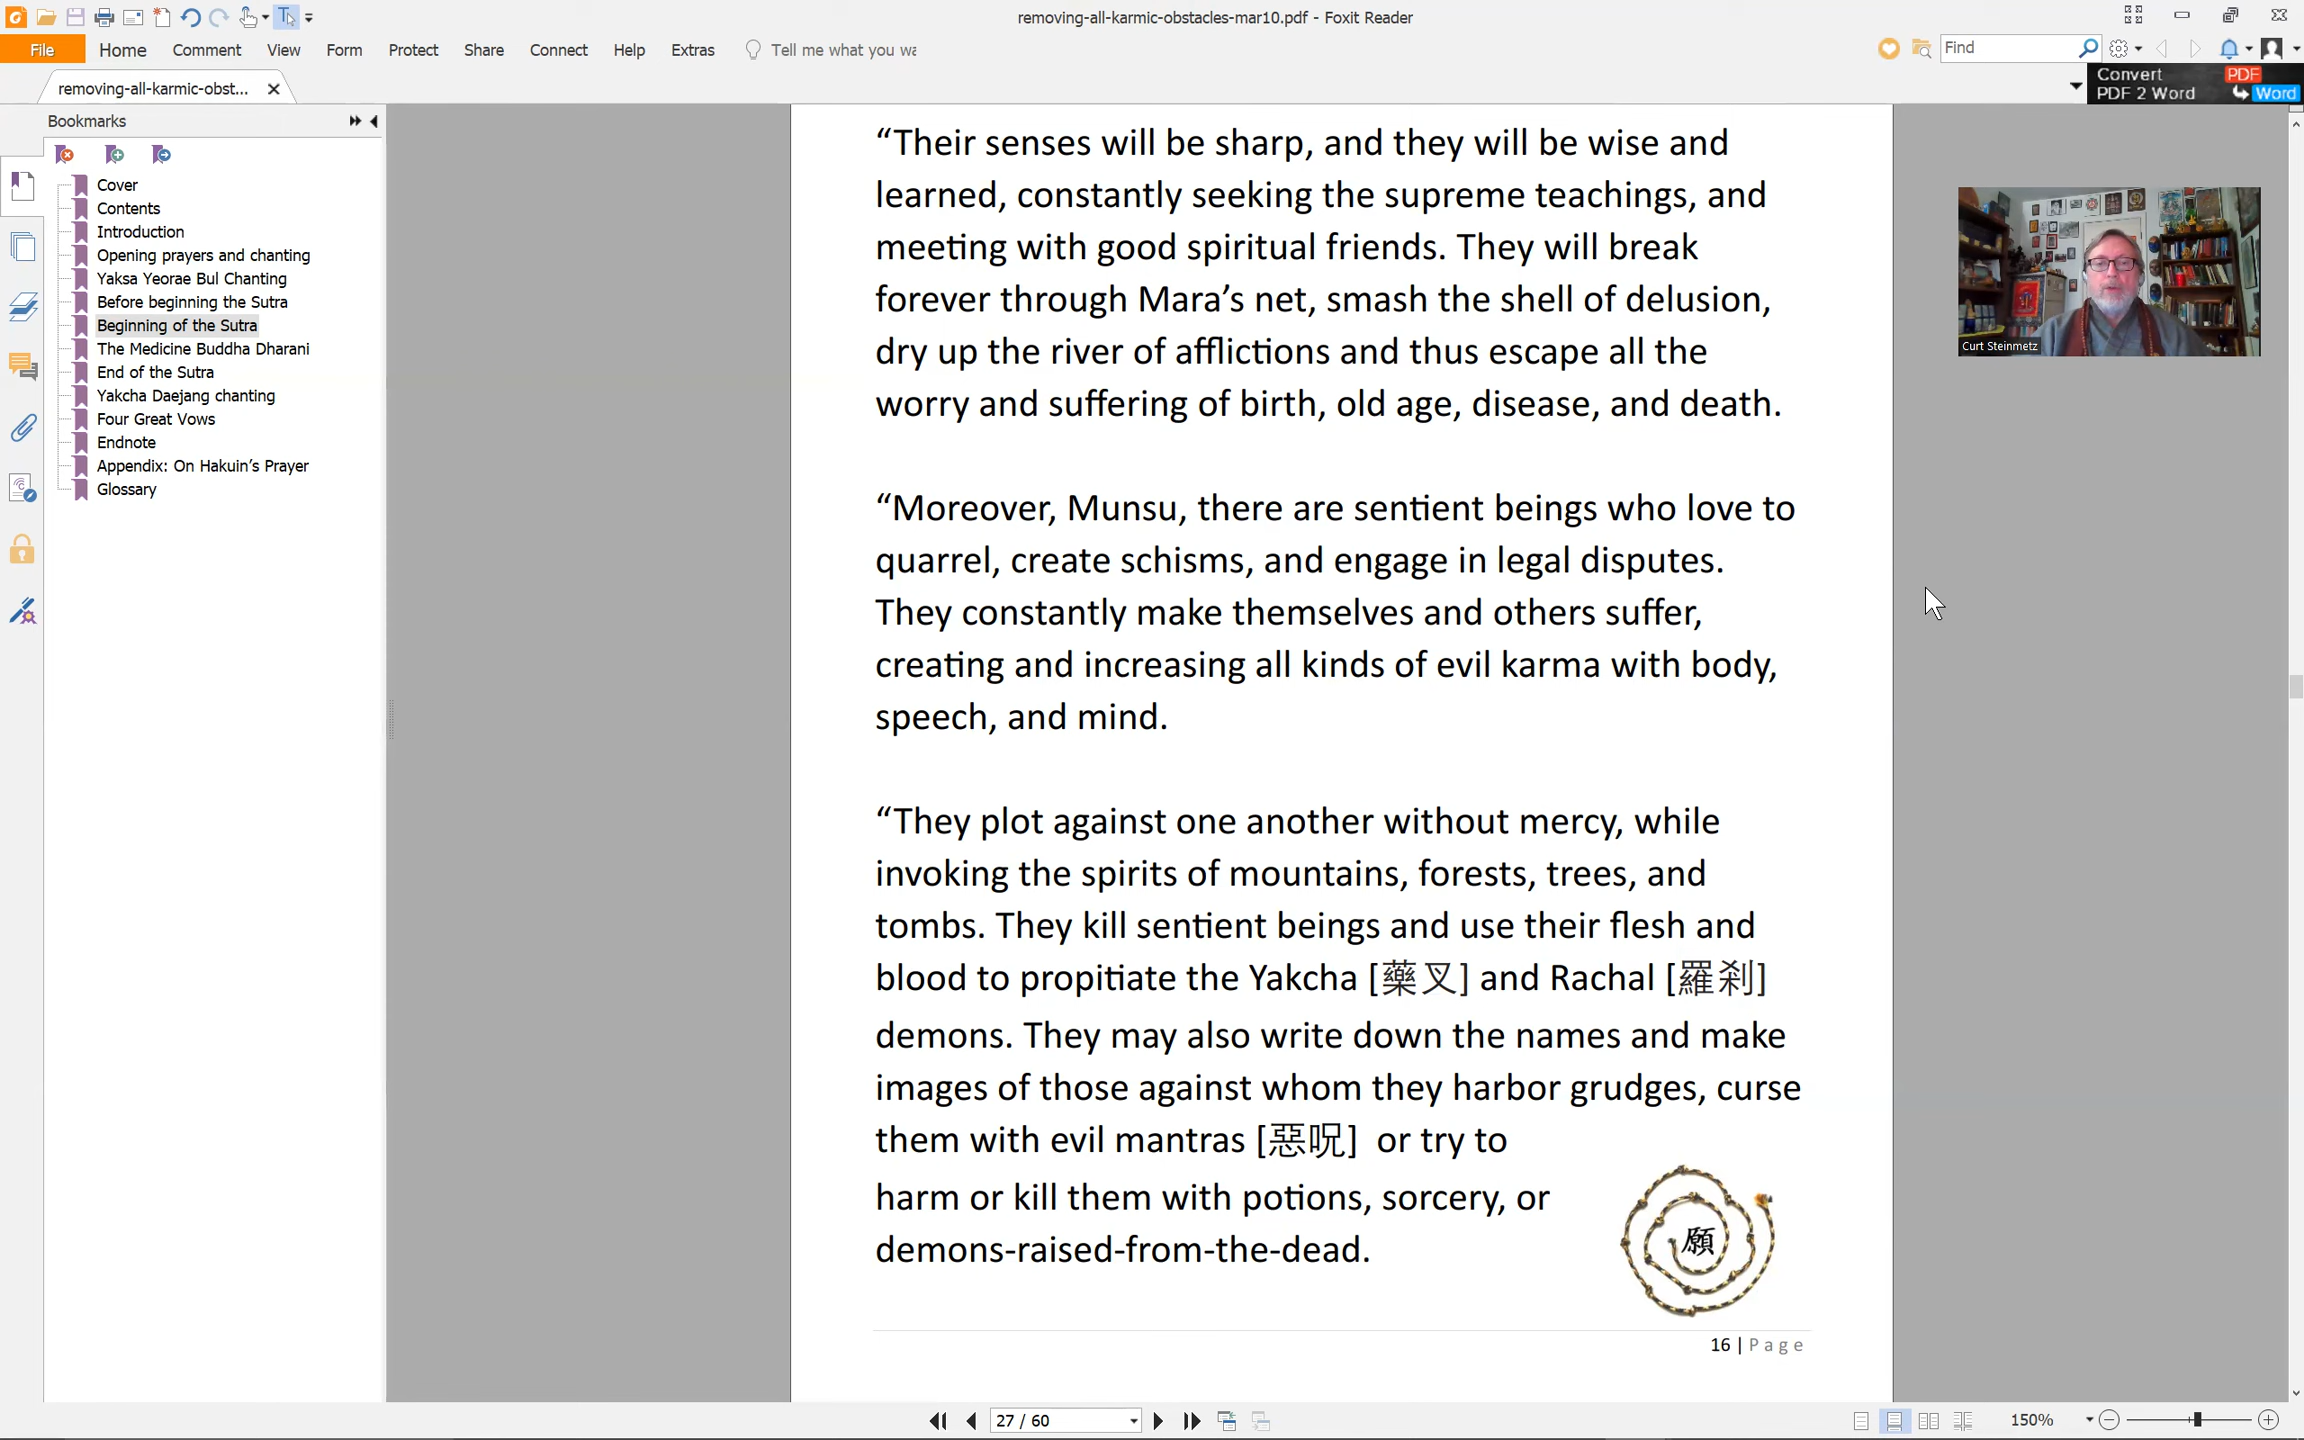 removing-all-karmic-obstacles-mar10.pdf - Foxit Reader
File Home Comment View Form Protect Share Connect Help Extras Tell me what you wa
Find
removing-all-karmic-obst...
Convert PDF
PDF 2 Word Word
Bookmarks
Cover
Contents
Introduction
Opening prayers and chanting
Yaksa Yeorae Bul Chanting
Before beginning the Sutra
Beginning of the Sutra
The Medicine Buddha Dharani
End of the Sutra
Yakcha Daejang chanting
Four Great Vows
Endnote
Appendix: On Hakuin’s Prayer
Glossary
“Their senses will be sharp, and they will be wise and
learned, constantly seeking the supreme teachings, and
meeting with good spiritual friends. They will break
forever through Mara’s net, smash the shell of delusion,
dry up the river of afflictions and thus escape all the
worry and suffering of birth, old age, disease, and death.
“Moreover, Munsu, there are sentient beings who love to
quarrel, create schisms, and engage in legal disputes.
They constantly make themselves and others suffer,
creating and increasing all kinds of evil karma with body,
speech, and mind.
“They plot against one another without mercy, while
invoking the spirits of mountains, forests, trees, and
tombs. They kill sentient beings and use their flesh and
blood to propitiate the Yakcha [藥叉] and Rachal [羅刹]
demons. They may also write down the names and make
images of those against whom they harbor grudges, curse
them with evil mantras [惡呪] or try to
harm or kill them with potions, sorcery, or
demons-raised-from-the-dead.
願
16 | Page
Curt Steinmetz
27 / 60
150%